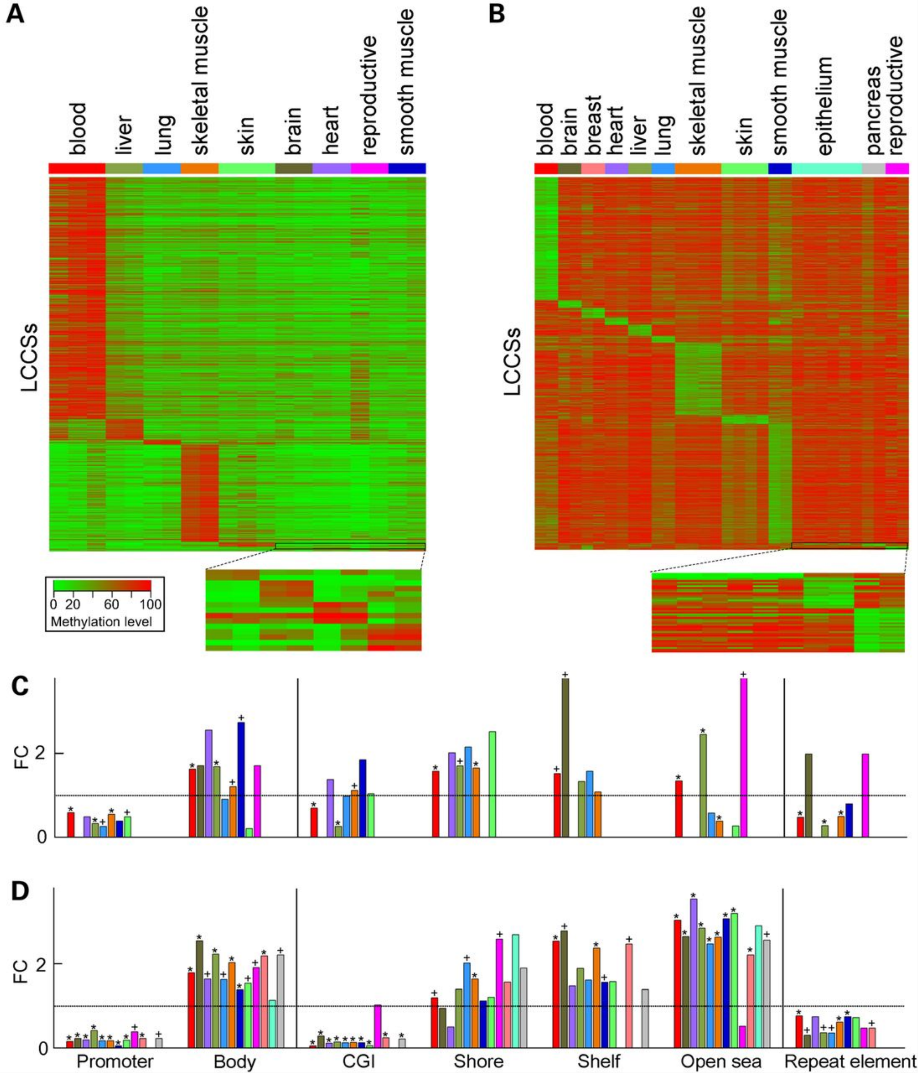 A
blood
liver
lung
skeletal muscle
skin
brain
heart
reproductive
smooth muscle
LCCSs
0 20 60 100
Methylation level
B
blood
brain
breast
heart
liver
lung
skeletal muscle
skin
smooth muscle
epithelium
pancreas
reproductive
LCCSs
C
FC
2
0
D
FC
2
0
Promoter Body CGI Shore Shelf Open sea Repeat element